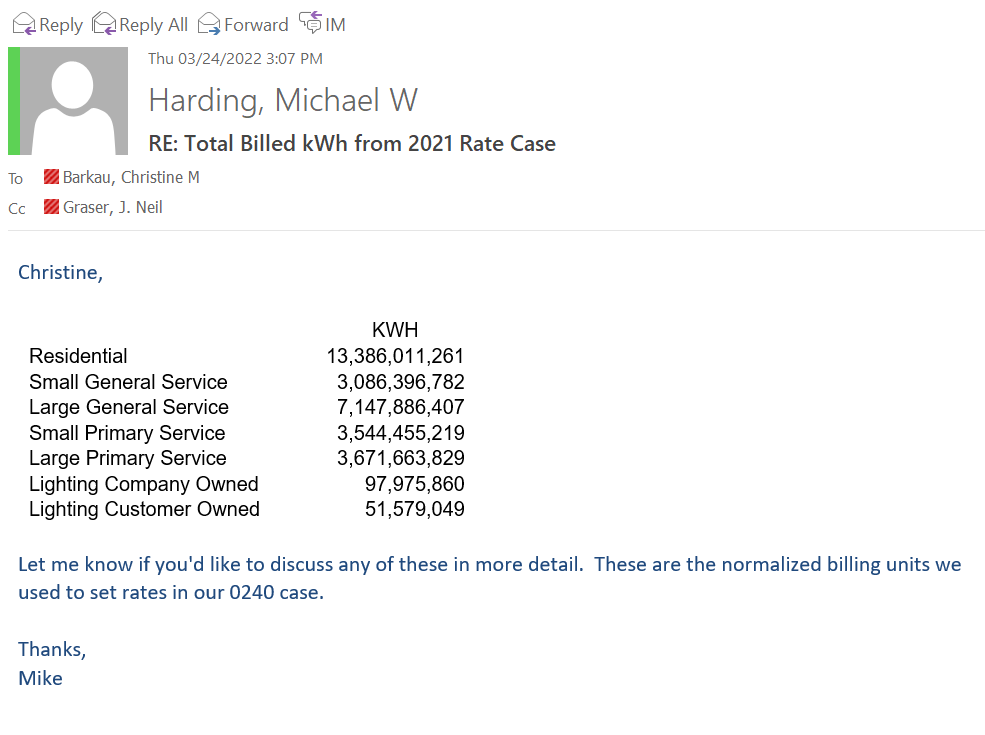 Reply Reply All Forward IM
Thu 03/24/2022 3:07 PM
Harding, Michael W
RE: Total Billed kWh from 2021 Rate Case
To Barkau, Christine M
Cc Graser, J. Neil
Christine,
KWH
Residential 13,386,011,261
Small General Service 3,086,396,782
Large General Service 7,147,886,407
Small Primary Service 3,544,455,219
Large Primary Service 3,671,663,829
Lighting Company Owned 97,975,860
Lighting Customer Owned 51,579,049
Let me know if you'd like to discuss any of these in more detail.  These are the normalized billing units we
used to set rates in our 0240 case.
Thanks,
Mike